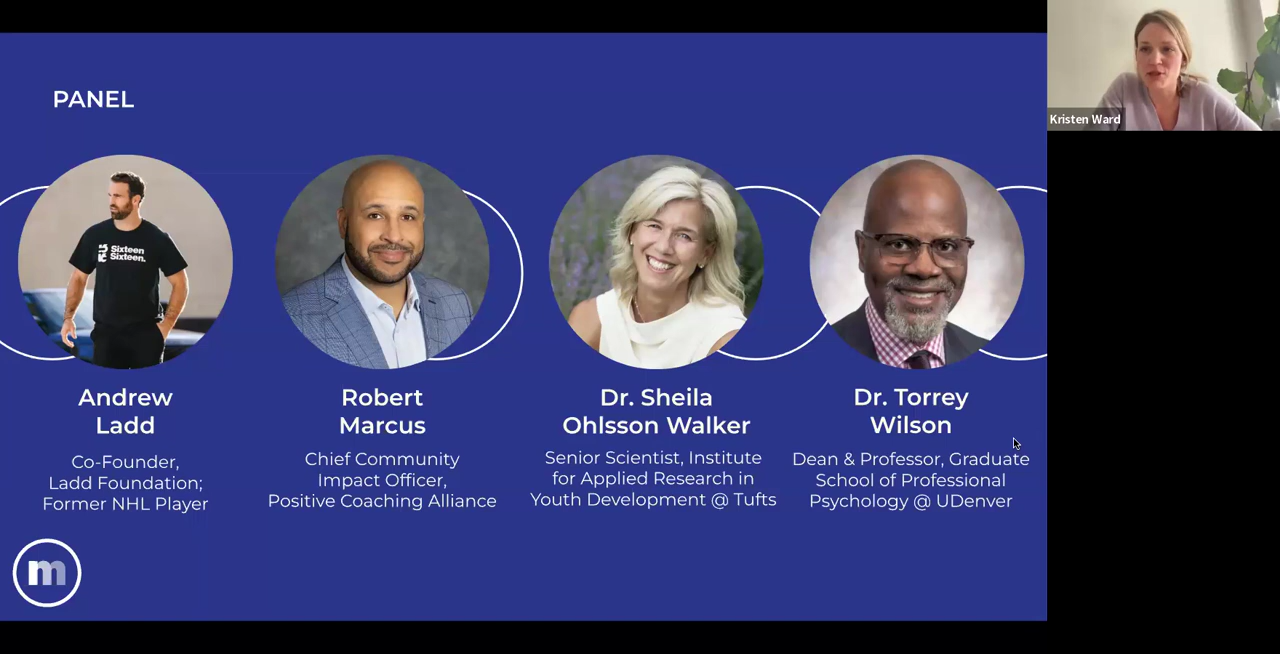 PANEL
Sixteen
Sixteen.
Andrew
Ladd
Co-Founder,
Ladd Foundation;
Former NHL Player
Robert
Marcus
Chief Community
Impact Officer,
Positive Coaching Alliance
Dr. Sheila
Ohlsson Walker
Senior Scientist, Institute
for Applied Research in
Youth Development @ Tufts
Dr. Torrey
Wilson
Dean & Professor, Graduate
School of Professional
Psychology @ UDenver
m
Kristen Ward